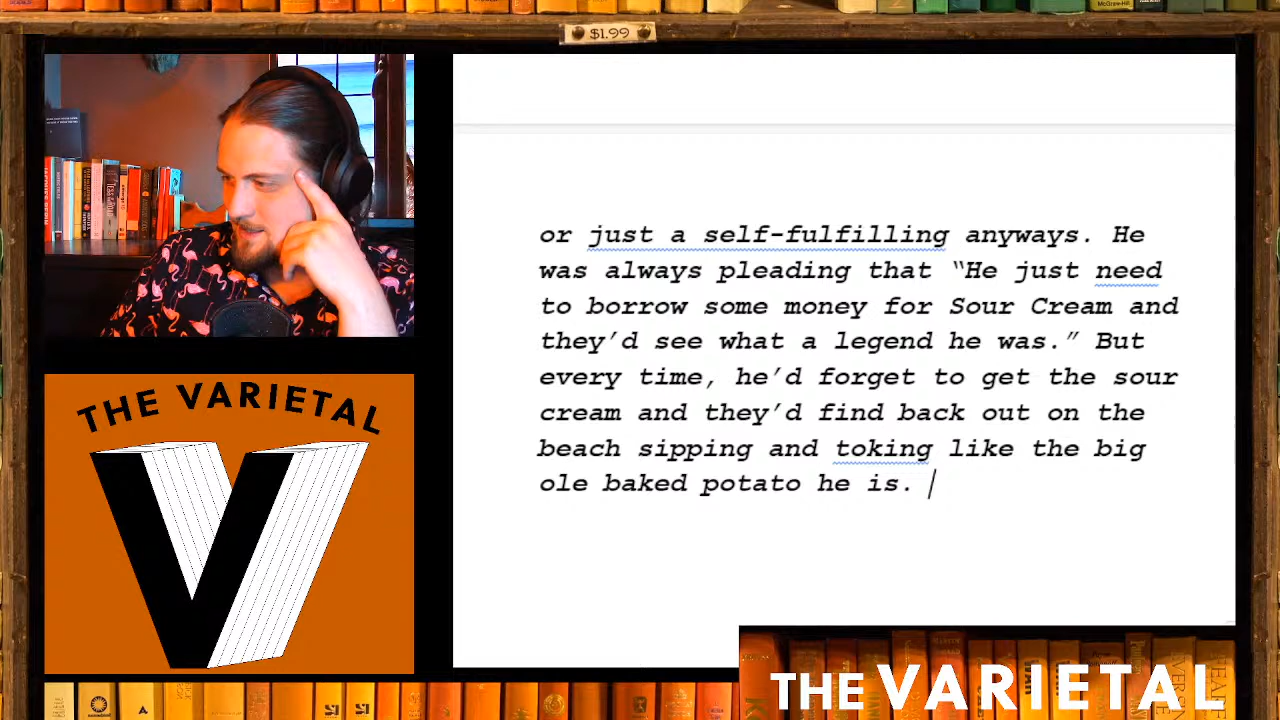 McGraw-Hill
$1.99
or just a self-fulfilling anyways. He
was always pleading that “He just need
to borrow some money for Sour Cream and
they’d see what a legend he was.” But
every time, he’d forget to get the sour
cream and they’d find back out on the
beach sipping and toking like the big
ole baked potato he is.
THE VARIETAL
V
THE VARIETAL